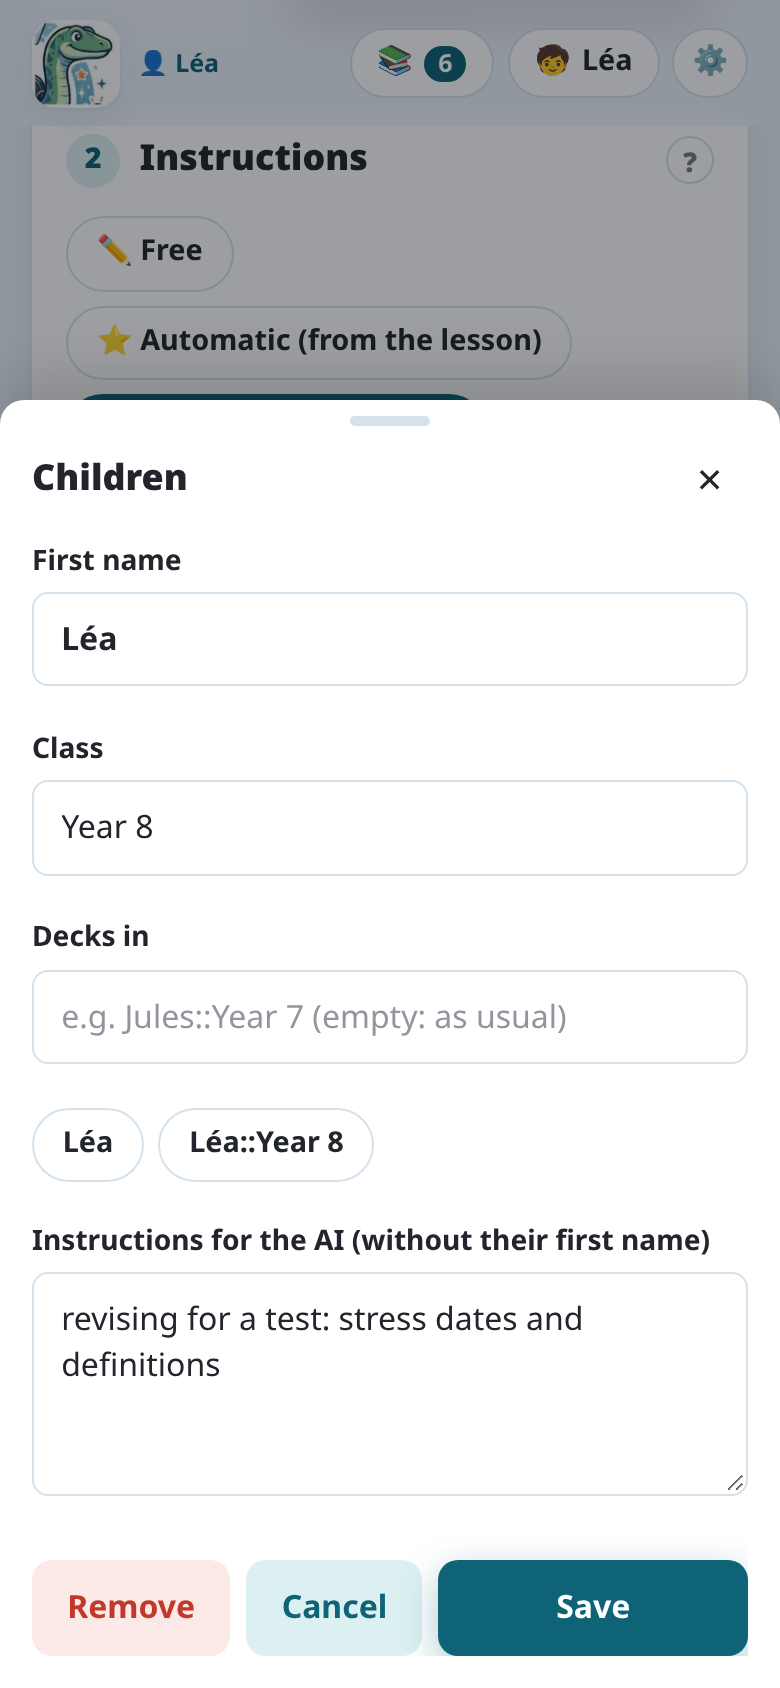 Léa
6
Léa
2
Instructions
?
Free
Automatic (from the lesson)
Children
First name
Léa
Class
Year 8
Decks in
e.g. Jules::Year 7 (empty: as usual)
Léa
Léa::Year 8
Instructions for the AI (without their first name)
revising for a test: stress dates and
definitions
Remove
Cancel
Save